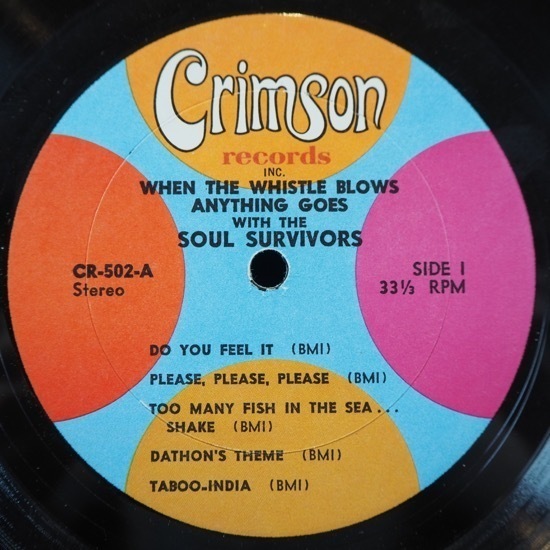 Crimson
records
INC.
WHEN THE WHISTLE BLOWS
ANYTHING GOES
WITH THE
SOUL SURVIVORS
CR-502-A
Stereo
SIDE 1
33⅓ RPM
DO YOU FEEL IT (BMI)
PLEASE, PLEASE, PLEASE (BMI)
TOO MANY FISH IN THE SEA...
SHAKE (BMI)
DATHON'S THEME (BMI)
TABOO-INDIA (BMI)